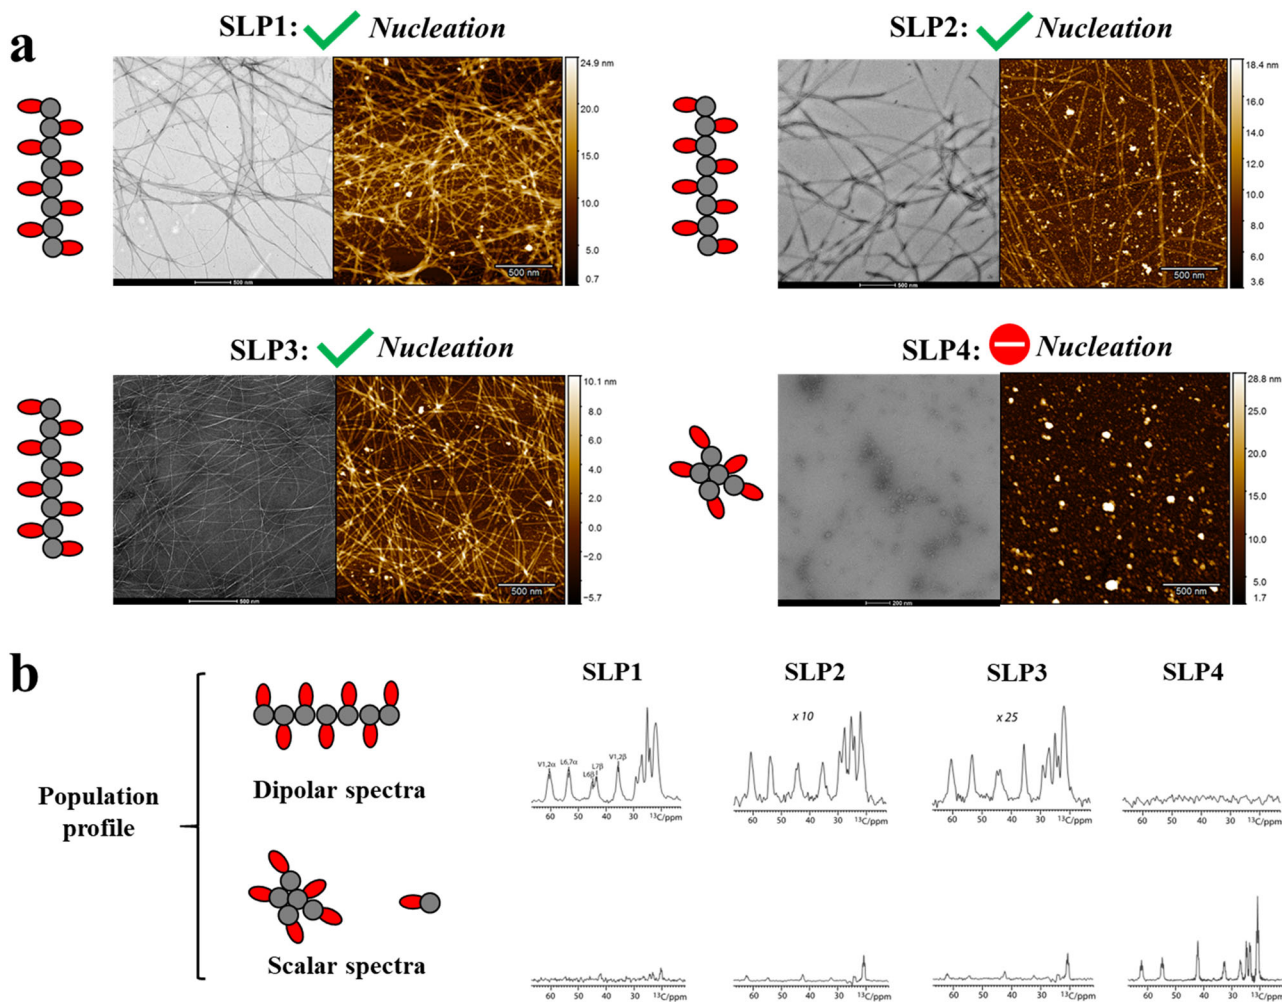 a
SLP1: Nucleation
500 nm
500 nm
24.9 nm
20.0
15.0
10.0
5.0
0.7
SLP2: Nucleation
500 nm
500 nm
18.4 nm
16.0
14.0
12.0
10.0
8.0
6.0
3.6
SLP3: Nucleation
500 nm
500 nm
10.1 nm
8.0
6.0
4.0
2.0
0.0
−2.0
−5.7
SLP4: Nucleation
200 nm
500 nm
28.8 nm
25.0
20.0
15.0
10.0
5.0
1.7
b
Population
profile
Dipolar spectra
Scalar spectra
SLP1 SLP2 SLP3 SLP4
x 10 x 25
V1,2α L6,7α L6β L7β V1,2β
60 50 40 30 13C/ppm
60 50 40 30 13C/ppm
60 50 40 30 13C/ppm
60 50 40 30 13C/ppm
60 50 40 30 13C/ppm
60 50 40 30 13C/ppm
60 50 40 30 13C/ppm
60 50 40 30 13C/ppm